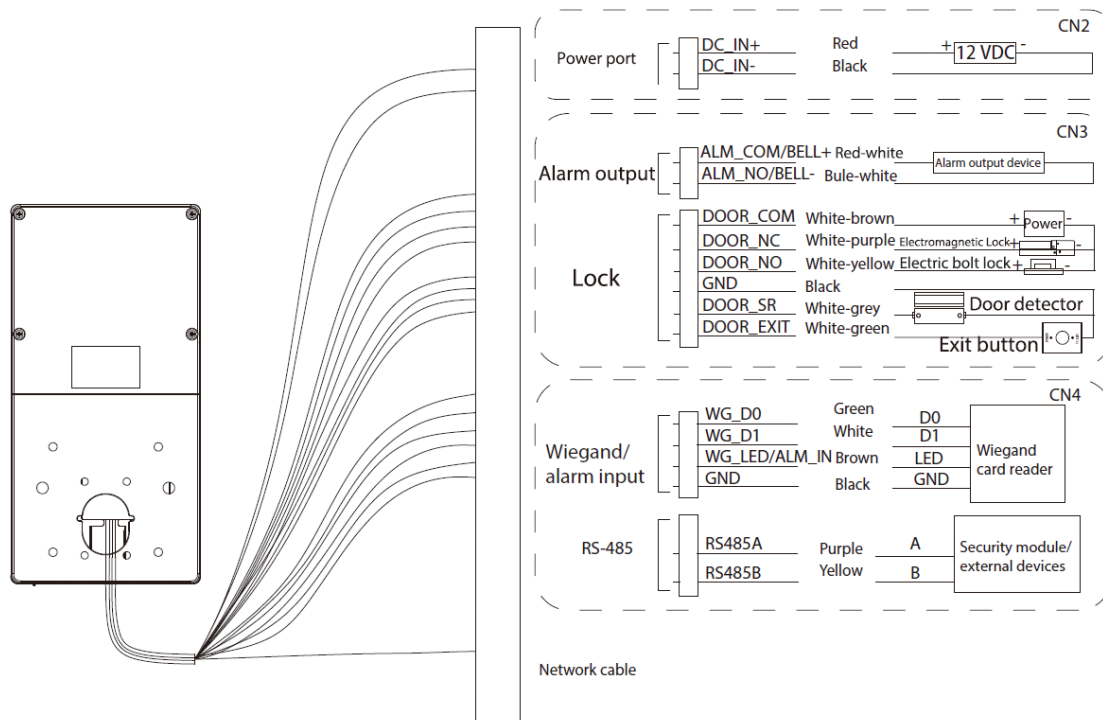 CN2
Power port
DC_IN+ Red + 12 VDC -
DC_IN- Black
CN3
Alarm output
ALM_COM/BELL+ Red-white Alarm output device
ALM_NO/BELL- Bule-white
Lock
DOOR_COM White-brown + Power -
DOOR_NC White-purple Electromagnetic Lock + -
DOOR_NO White-yellow Electric bolt lock + -
GND Black
DOOR_SR White-grey Door detector
DOOR_EXIT White-green
Exit button
CN4
Wiegand/
alarm input
WG_D0 Green D0
WG_D1 White D1
WG_LED/ALM_IN Brown LED
GND Black GND
Wiegand
card reader
RS-485
RS485A Purple A
RS485B Yellow B
Security module/
external devices
Network cable